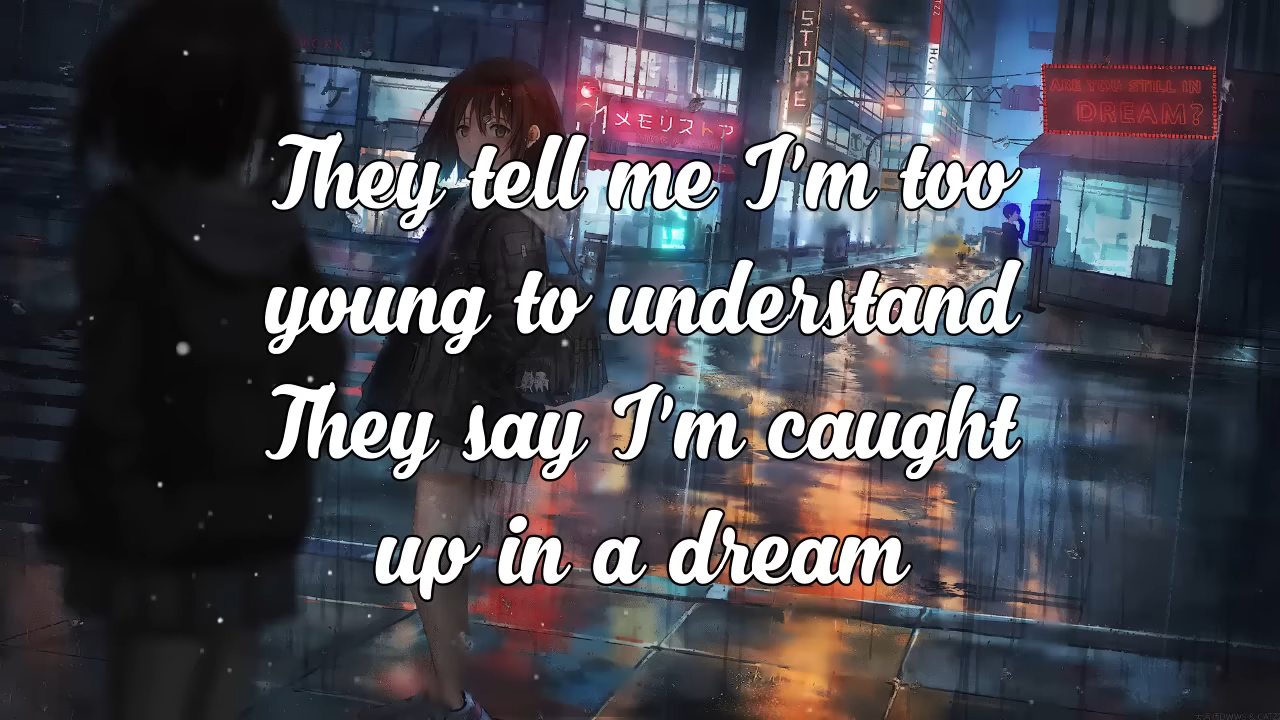 STORE
HOT
メモリストア
ARE YOU STILL IN
DREAM?
They tell me I'm too
young to understand
They say I'm caught
up in a dream